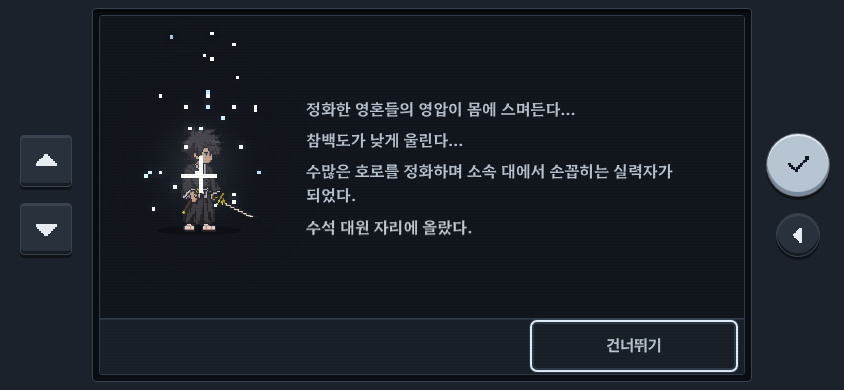 정화한 영혼들의 영압이 몸에 스며든다...
참백도가 낮게 울린다...
수많은 호로를 정화하며 소속 대에서 손꼽히는 실력자가
되었다.
수석 대원 자리에 올랐다.
건너뛰기